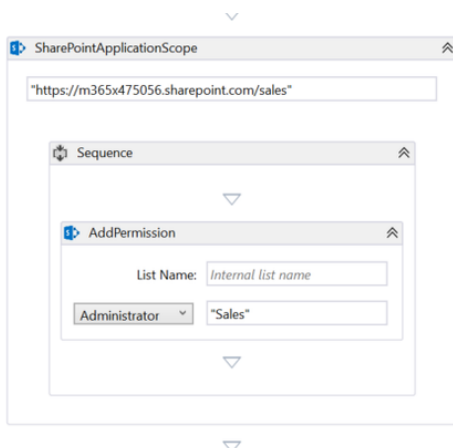 SharePointApplicationScope
"https://m365x475056.sharepoint.com/sales"
Sequence
AddPermission
List Name: Internal list name
Administrator "Sales"